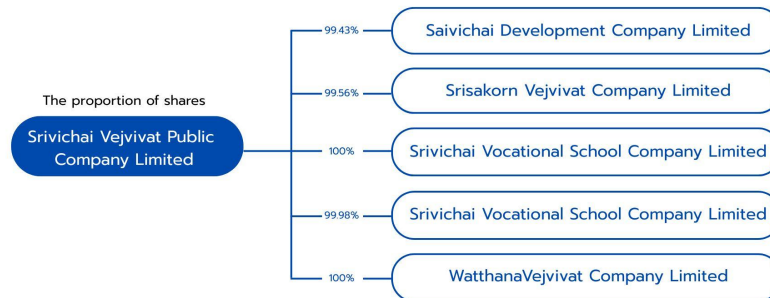 The proportion of shares
Srivichai Vejvivat Public
Company Limited
99.43%
Saivichai Development Company Limited
99.56%
Srisakorn Vejvivat Company Limited
100%
Srivichai Vocational School Company Limited
99.98%
Srivichai Vocational School Company Limited
100%
WatthanaVejvivat Company Limited